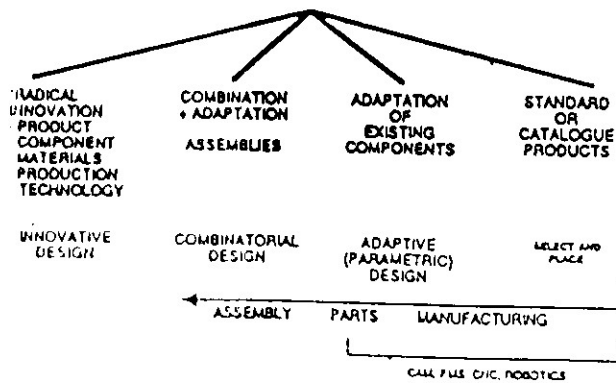 RADICAL
INNOVATION
PRODUCT
COMPONENT
MATERIALS
PRODUCTION
TECHNOLOGY
COMBINATION
+ ADAPTATION
ASSEMBLIES
ADAPTATION
OF
EXISTING
COMPONENTS
STANDARD
OR
CATALOGUE
PRODUCTS
INNOVATIVE
DESIGN
COMBINATORIAL
DESIGN
ADAPTIVE
(PARAMETRIC)
DESIGN
SELECT AND
PLACE
ASSEMBLY PARTS MANUFACTURING
CNC, ROBOTICS